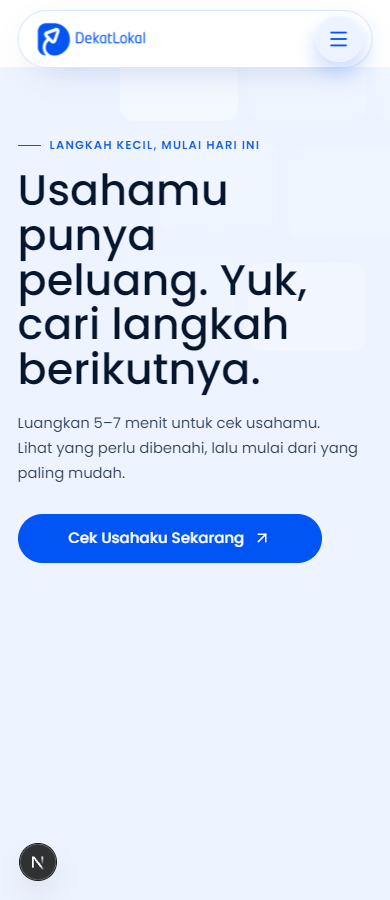 DekatLokal
LANGKAH KECIL, MULAI HARI INI
Usahamu
punya
peluang. Yuk,
cari langkah
berikutnya.
Luangkan 5–7 menit untuk cek usahamu.
Lihat yang perlu dibenahi, lalu mulai dari yang
paling mudah.
Cek Usahaku Sekarang
N